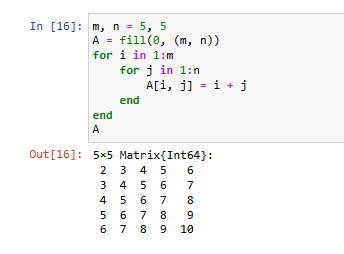 In [16]: m, n = 5, 5
A = fill(0, (m, n))
for i in 1:m
    for j in 1:n
        A[i, j] = i + j
    end
end
A
Out[16]: 5×5 Matrix{Int64}:
 2  3  4  5   6
 3  4  5  6   7
 4  5  6  7   8
 5  6  7  8   9
 6  7  8  9  10